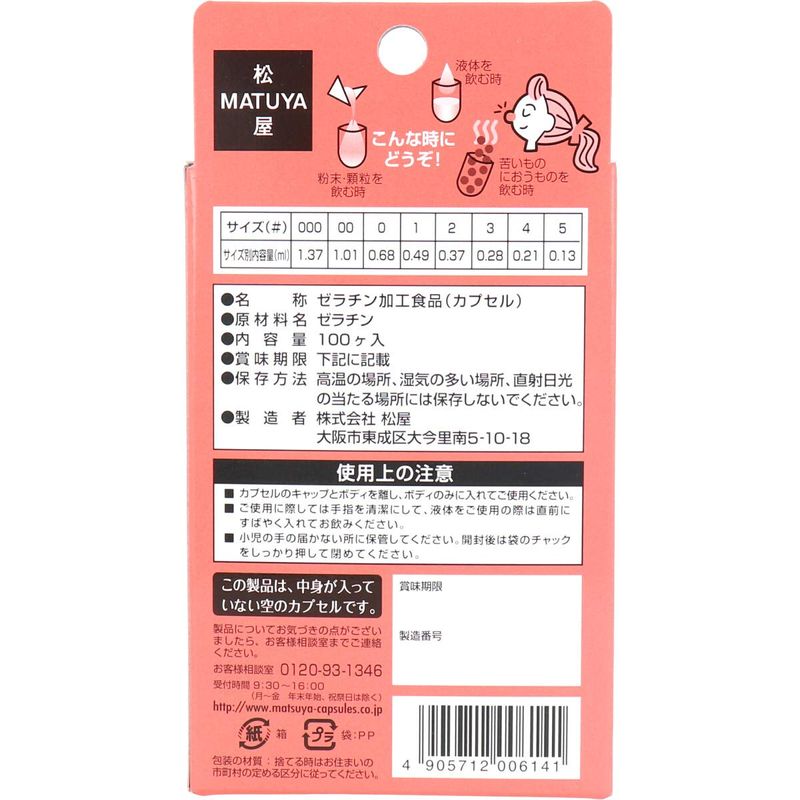 松
MATUYA
屋
液体を
飲む時
こんな時に
どうぞ!
粉末・顆粒を
飲む時
苦いもの
においうものを
飲む時
サイズ(#) 000 00 0 1 2 3 4 5
サイズ別内容量(ml) 1.37 1.01 0.68 0.49 0.37 0.28 0.21 0.13
●名称 ゼラチン加工食品(カプセル)
●原材料名 ゼラチン
●内容量 100ヶ入
●賞味期限 下記に記載
●保存方法 高温の場所、湿気の多い場所、直射日光
の当たる場所には保存しないでください。
●製造者 株式会社 松屋
大阪市東成区大今里南5-10-18
使用上の注意
■ カプセルのキャップとボディを離し、ボディのみに入れてご使用ください。
■ ご使用に際しては手指を清潔にして、液体をご使用の際は直前に
すばやく入れてお飲みください。
■ 小児の手の届かない所に保管してください。開封後は袋のチャック
をしっかり押して閉めてください。
この製品は、中身が入って
いない空のカプセルです。
賞味期限
製造番号
製品についてお気づきの点がござい
ましたら、お客様相談室までご連絡
ください。
お客様相談室 0120-93-1346
受付時間 9:30~16:00
(月~金 年末年始、祝祭日は除く)
http://www.matsuya-capsules.co.jp
紙 箱 プラ 袋:PP
包装の材質:捨てる時はお住まいの
市町村の定める区分に従ってください。
4 905712 006141